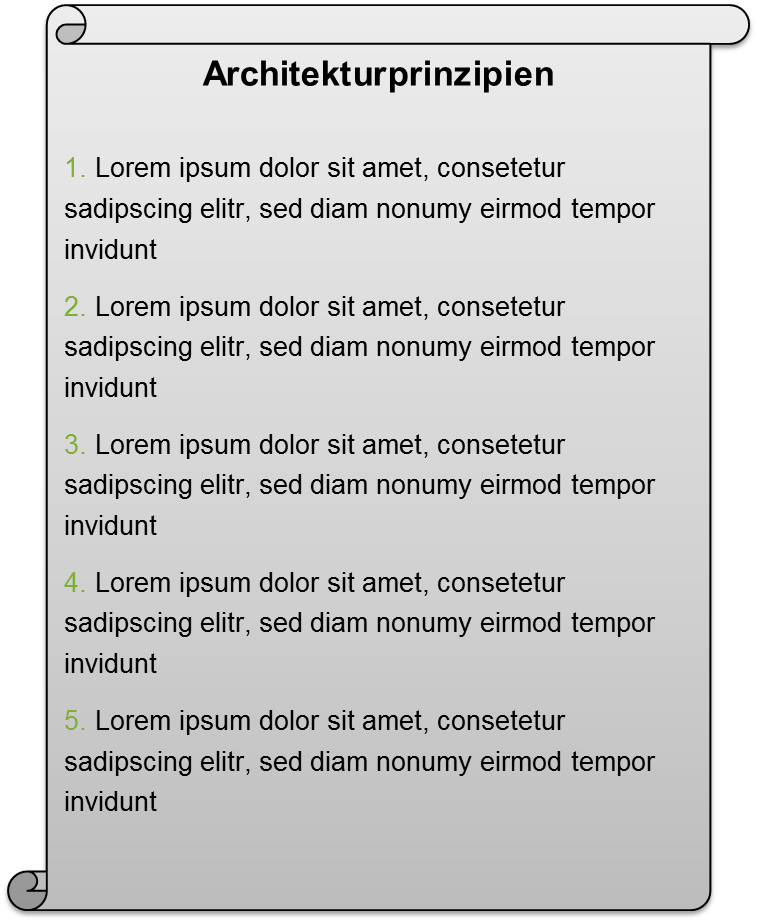 Architekturprinzipien
1. Lorem ipsum dolor sit amet, consetetur
sadipscing elitr, sed diam nonumy eirmod tempor
invidunt
2. Lorem ipsum dolor sit amet, consetetur
sadipscing elitr, sed diam nonumy eirmod tempor
invidunt
3. Lorem ipsum dolor sit amet, consetetur
sadipscing elitr, sed diam nonumy eirmod tempor
invidunt
4. Lorem ipsum dolor sit amet, consetetur
sadipscing elitr, sed diam nonumy eirmod tempor
invidunt
5. Lorem ipsum dolor sit amet, consetetur
sadipscing elitr, sed diam nonumy eirmod tempor
invidunt